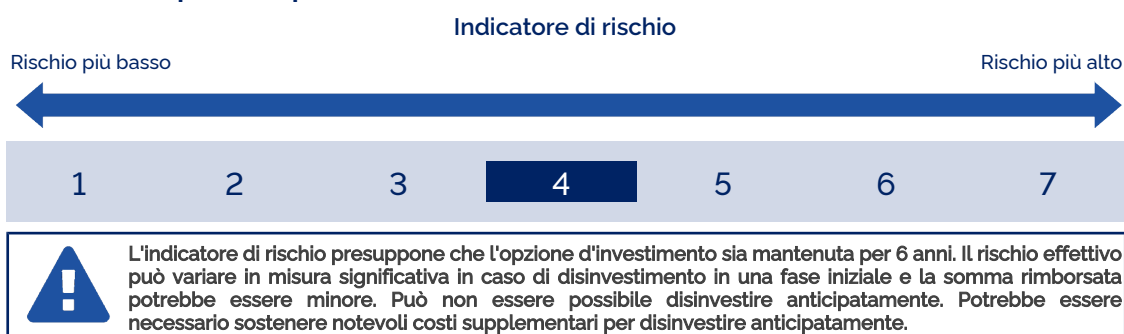 Indicatore di rischio
Rischio più basso
Rischio più alto
1 2 3 4 5 6 7
L'indicatore di rischio presuppone che l'opzione d'investimento sia mantenuta per 6 anni. Il rischio effettivo
può variare in misura significativa in caso di disinvestimento in una fase iniziale e la somma rimborsata
potrebbe essere minore. Può non essere possibile disinvestire anticipatamente. Potrebbe essere
necessario sostenere notevoli costi supplementari per disinvestire anticipatamente.